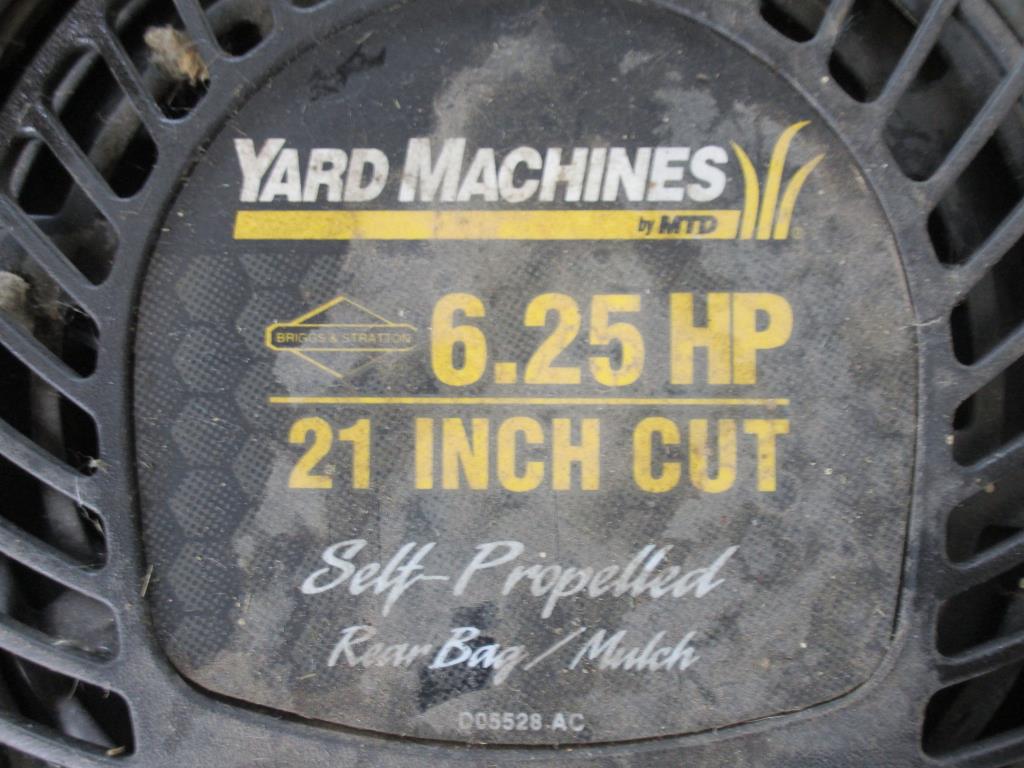 YARD MACHINES
by MTD
BRIGGS & STRATTON
6.25 HP
21 INCH CUT
Self-Propelled
Rear Bag / Mulch
D05528 AC